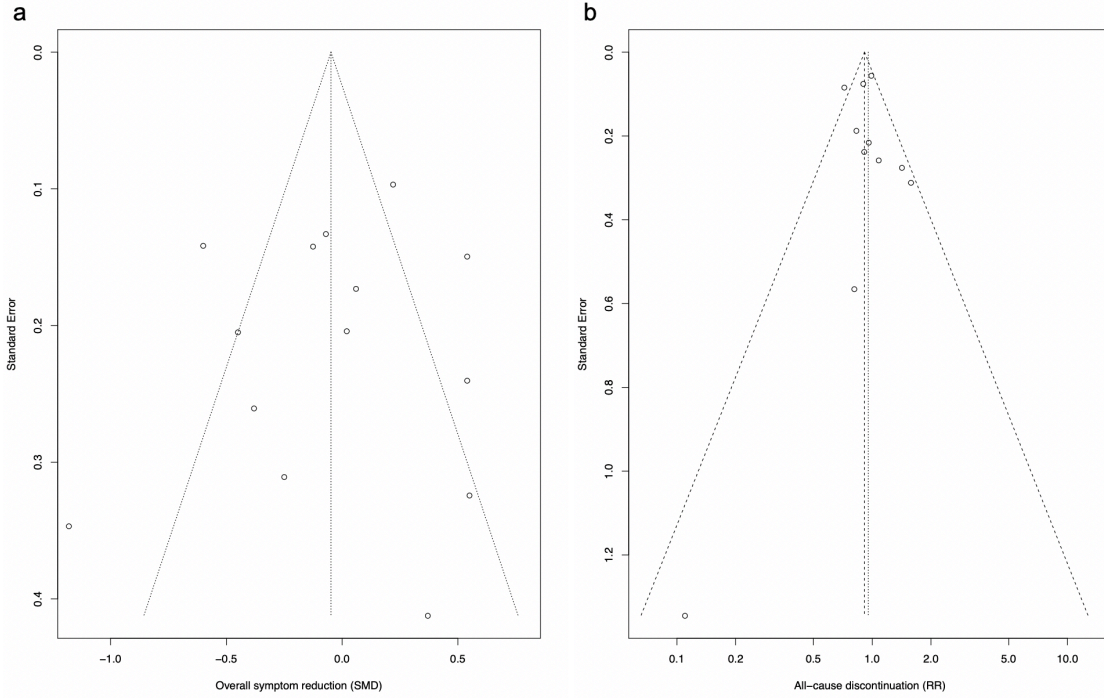 a
0.0
0.1
0.2
0.3
0.4
Standard Error
−1.0 −0.5 0.0 0.5
Overall symptom reduction (SMD)
b
0.0
0.2
0.4
0.6
0.8
1.0
1.2
Standard Error
0.1 0.2 0.5 1.0 2.0 5.0 10.0
All-cause discontinuation (RR)